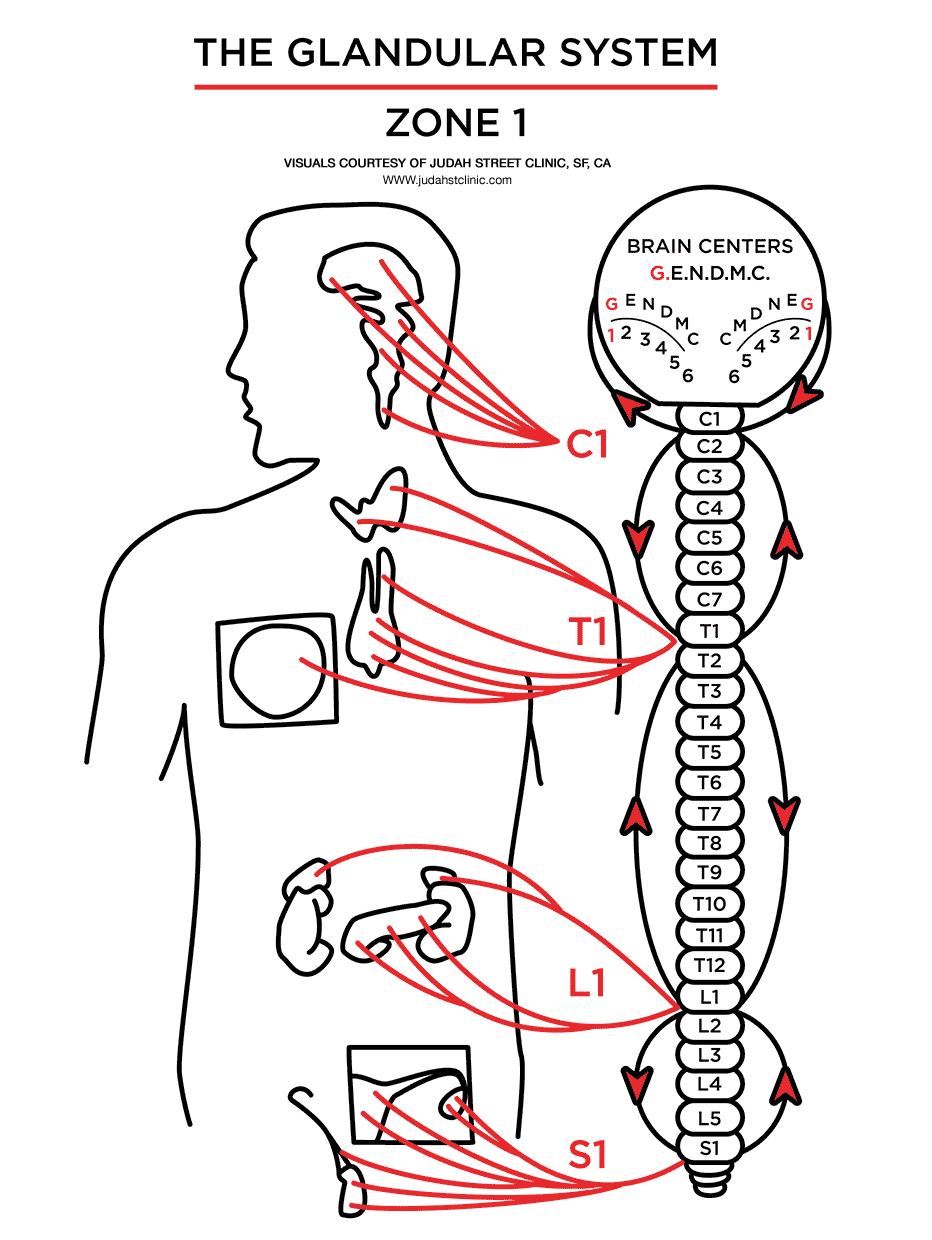 THE GLANDULAR SYSTEM
ZONE 1
VISUALS COURTESY OF JUDAH STREET CLINIC, SF, CA
WWW.judahstclinic.com
BRAIN CENTERS
G.E.N.D.M.C.
G E N D M C
C M D N E G
1 2 3 4 5 6
6 5 4 3 2 1
C1
C1
C2
C3
C4
C5
C6
C7
T1
T1
T2
T3
T4
T5
T6
T7
T8
T9
T10
T11
T12
L1
L1
L2
L3
L4
L5
S1
S1